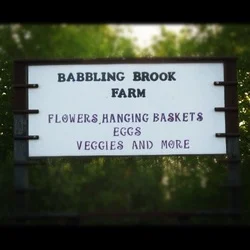 BABBLING BROOK
FARM
FLOWERS,HANGING BASKETS
EGGS
VEGGIES AND MORE